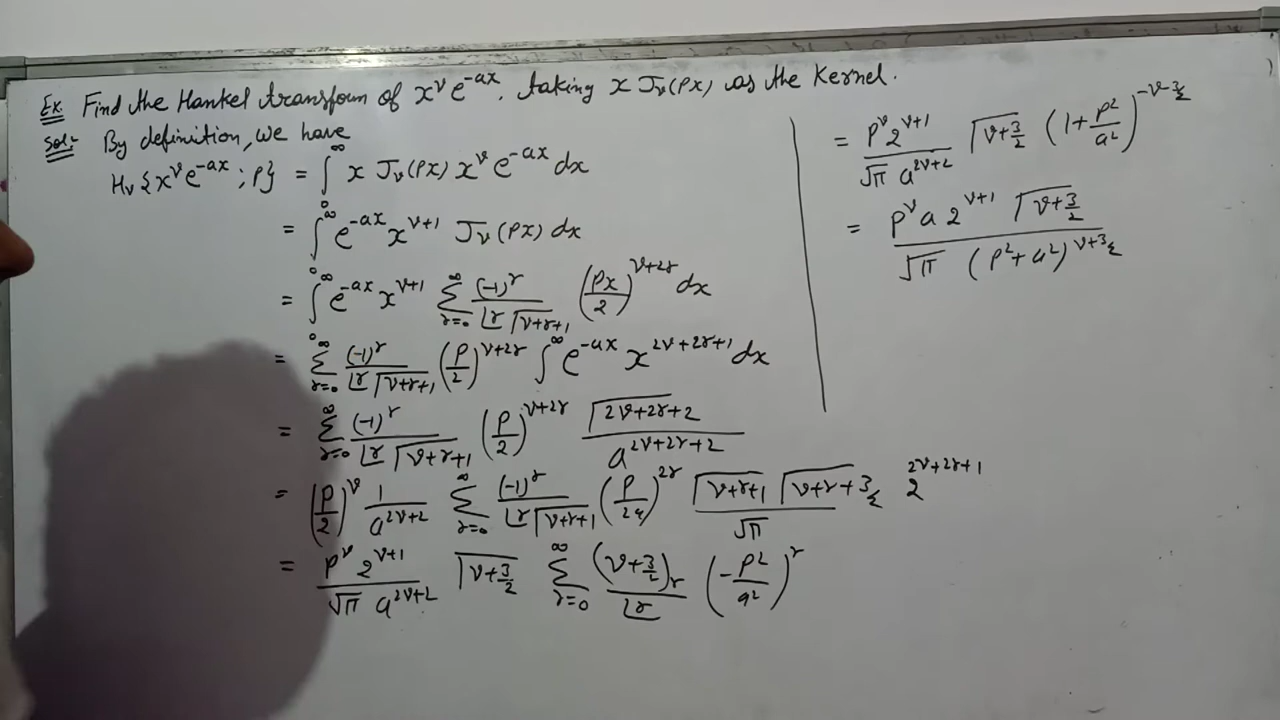 Ex. Find the Hankel transform of x^ν e^{-ax}, taking x J_ν(px) as the Kernel.
Sol:- By definition, we have
H_ν {x^ν e^{-ax} ; p} = ∫_0^∞ x J_ν(px) x^ν e^{-ax} dx
= ∫_0^∞ e^{-ax} x^{ν+1} J_ν(px) dx
= ∫_0^∞ e^{-ax} x^{ν+1} Σ_{r=0}^∞ (-1)^r / (⌊r Γ(ν+r+1)) (px/2)^{ν+2r} dx
= Σ_{r=0}^∞ (-1)^r / (⌊r Γ(ν+r+1)) (p/2)^{ν+2r} ∫_0^∞ e^{-ax} x^{2ν+2r+1} dx
= Σ_{r=0}^∞ (-1)^r / (⌊r Γ(ν+r+1)) (p/2)^{ν+2r} Γ(2ν+2r+2) / a^{2ν+2r+2}
= (p/2)^ν 1/a^{2ν+2} Σ_{r=0}^∞ (-1)^r / (⌊r Γ(ν+r+1)) (p/2a)^{2r} Γ(ν+r+1) Γ(ν+r+3/2) / √π 2^{2ν+2r+1}
= p^ν 2^{ν+1} / (√π a^{2ν+2}) Γ(ν+3/2) Σ_{r=0}^∞ (ν+3/2)_r / ⌊r (-p²/a²)^r
= p^ν 2^{ν+1} / (√π a^{2ν+2}) Γ(ν+3/2) (1+p²/a²)^{-ν-3/2}
= p^ν a 2^{ν+1} Γ(ν+3/2) / (√π (p²+a²)^{ν+3/2})